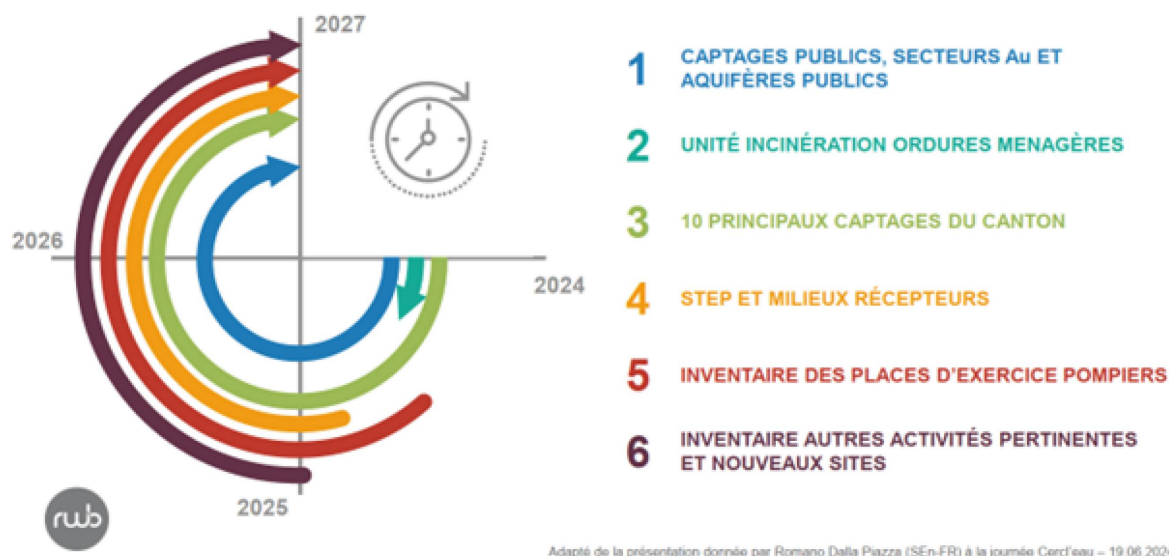 2027
2026
2024
2025
1
CAPTAGES PUBLICS, SECTEURS Au ET
AQUIFÈRES PUBLICS
2
UNITÉ INCINÉRATION ORDURES MENAGÈRES
3
10 PRINCIPAUX CAPTAGES DU CANTON
4
STEP ET MILIEUX RÉCEPTEURS
5
INVENTAIRE DES PLACES D'EXERCICE POMPIERS
6
INVENTAIRE AUTRES ACTIVITÉS PERTINENTES
ET NOUVEAUX SITES
rwb
Adapté de la présentation donnée par Romano Dalla Piazza (SEn-FR) à la journée Cercl'eau – 19.06.2024